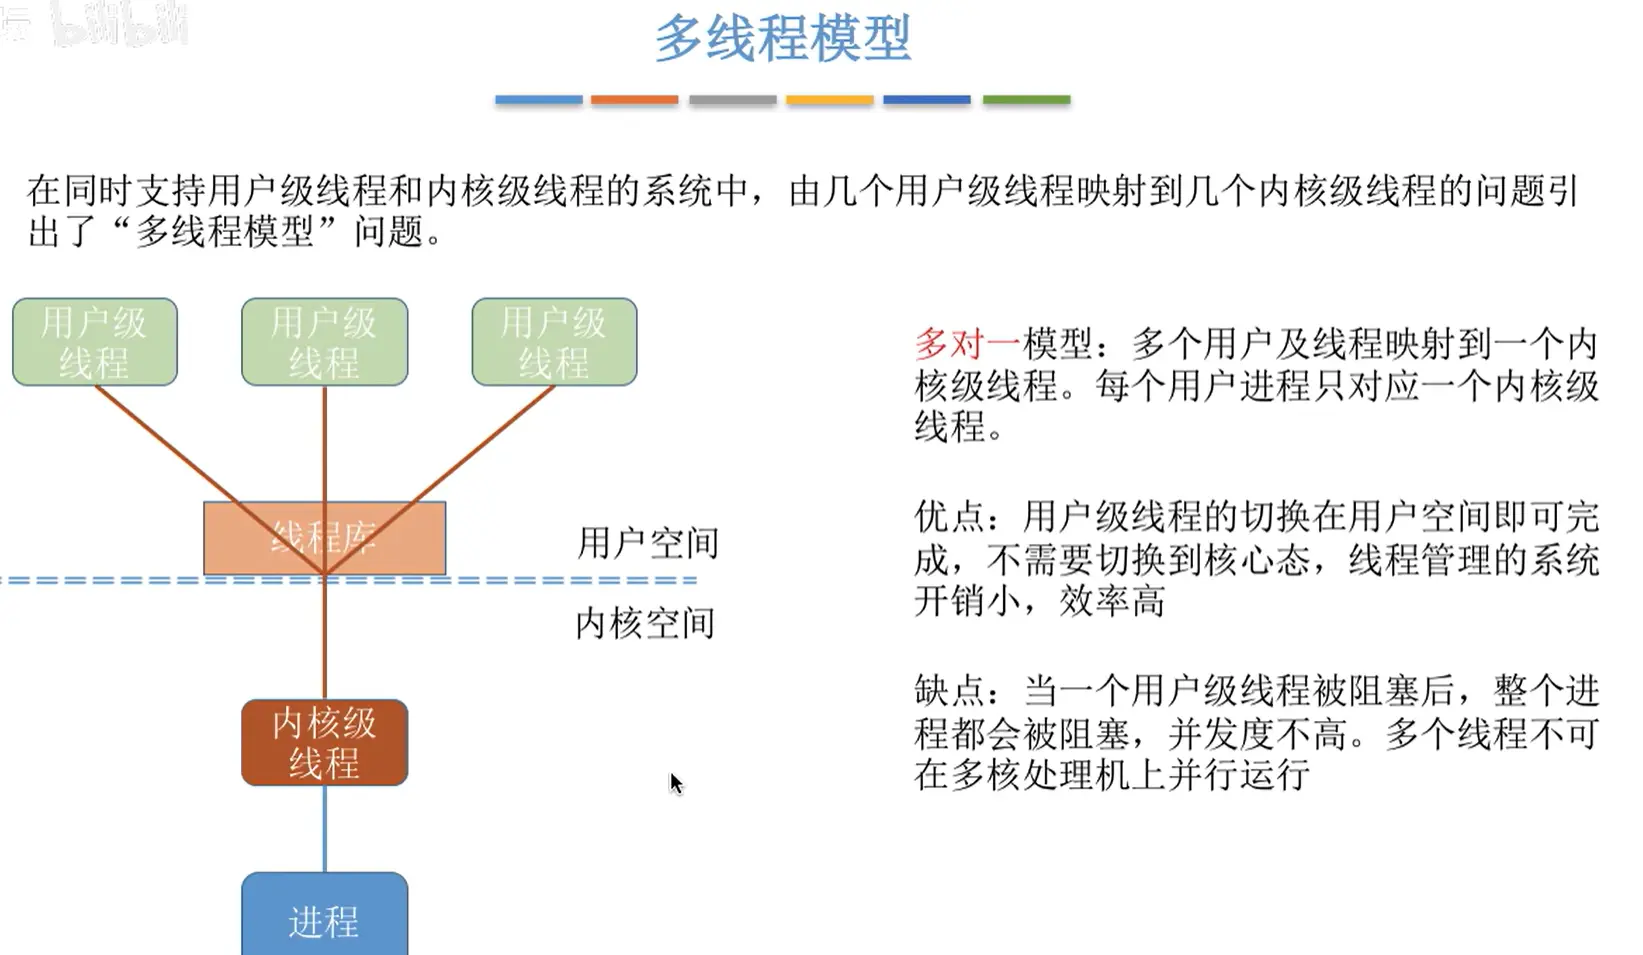 坛 bilibili
多线程模型
在同时支持用户级线程和内核级线程的系统中，由几个用户级线程映射到几个内核级线程的问题引
出了“多线程模型”问题。
用户级
线程
用户级
线程
用户级
线程
线程库
用户空间
内核空间
内核级
线程
进程
多对一模型：多个用户及线程映射到一个内
核级线程。每个用户进程只对应一个内核级
线程。
优点：用户级线程的切换在用户空间即可完
成，不需要切换到核心态，线程管理的系统
开销小，效率高
缺点：当一个用户级线程被阻塞后，整个进
程都会被阻塞，并发度不高。多个线程不可
在多核处理机上并行运行